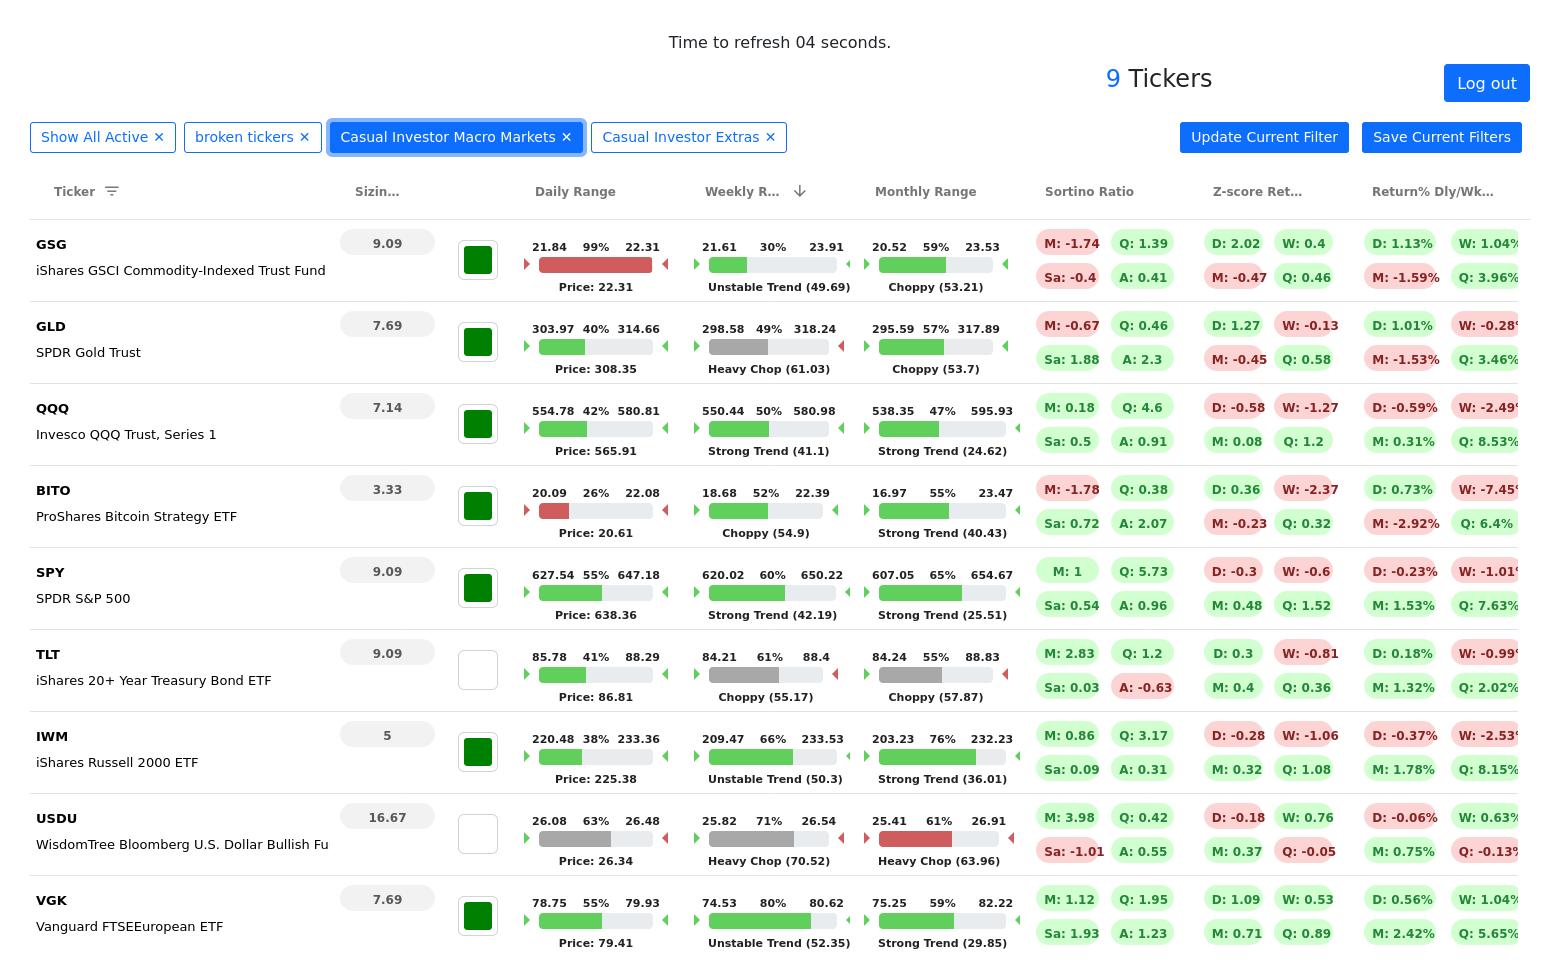 Time to refresh 04 seconds.
9 Tickers
Log out
Show All Active ✕ broken tickers ✕ Casual Investor Macro Markets ✕ Casual Investor Extras ✕ Update Current Filter Save Current Filters
Ticker Sizin... Daily Range Weekly R... Monthly Range Sortino Ratio Z-score Ret... Return% Dly/Wk...
GSG 9.09 21.84 99% 22.31 21.61 30% 23.91 20.52 59% 23.53 M: -1.74 Q: 1.39 D: 2.02 W: 0.4 D: 1.13% W: 1.04%
iShares GSCI Commodity-Indexed Trust Fund Price: 22.31 Unstable Trend (49.69) Choppy (53.21) Sa: -0.4 A: 0.41 M: -0.47 Q: 0.46 M: -1.59% Q: 3.96%
GLD 7.69 303.97 40% 314.66 298.58 49% 318.24 295.59 57% 317.89 M: -0.67 Q: 0.46 D: 1.27 W: -0.13 D: 1.01% W: -0.28%
SPDR Gold Trust Price: 308.35 Heavy Chop (61.03) Choppy (53.7) Sa: 1.88 A: 2.3 M: -0.45 Q: 0.58 M: -1.53% Q: 3.46%
QQQ 7.14 554.78 42% 580.81 550.44 50% 580.98 538.35 47% 595.93 M: 0.18 Q: 4.6 D: -0.58 W: -1.27 D: -0.59% W: -2.49%
Invesco QQQ Trust, Series 1 Price: 565.91 Strong Trend (41.1) Strong Trend (24.62) Sa: 0.5 A: 0.91 M: 0.08 Q: 1.2 M: 0.31% Q: 8.53%
BITO 3.33 20.09 26% 22.08 18.68 52% 22.39 16.97 55% 23.47 M: -1.78 Q: 0.38 D: 0.36 W: -2.37 D: 0.73% W: -7.45%
ProShares Bitcoin Strategy ETF Price: 20.61 Choppy (54.9) Strong Trend (40.43) Sa: 0.72 A: 2.07 M: -0.23 Q: 0.32 M: -2.92% Q: 6.4%
SPY 9.09 627.54 55% 647.18 620.02 60% 650.22 607.05 65% 654.67 M: 1 Q: 5.73 D: -0.3 W: -0.6 D: -0.23% W: -1.01%
SPDR S&P 500 Price: 638.36 Strong Trend (42.19) Strong Trend (25.51) Sa: 0.54 A: 0.96 M: 0.48 Q: 1.52 M: 1.53% Q: 7.63%
TLT 9.09 85.78 41% 88.29 84.21 61% 88.4 84.24 55% 88.83 M: 2.83 Q: 1.2 D: 0.3 W: -0.81 D: 0.18% W: -0.99%
iShares 20+ Year Treasury Bond ETF Price: 86.81 Choppy (55.17) Choppy (57.87) Sa: 0.03 A: -0.63 M: 0.4 Q: 0.36 M: 1.32% Q: 2.02%
IWM 5 220.48 38% 233.36 209.47 66% 233.53 203.23 76% 232.23 M: 0.86 Q: 3.17 D: -0.28 W: -1.06 D: -0.37% W: -2.53%
iShares Russell 2000 ETF Price: 225.38 Unstable Trend (50.3) Strong Trend (36.01) Sa: 0.09 A: 0.31 M: 0.32 Q: 1.08 M: 1.78% Q: 8.15%
USDU 16.67 26.08 63% 26.48 25.82 71% 26.54 25.41 61% 26.91 M: 3.98 Q: 0.42 D: -0.18 W: 0.76 D: -0.06% W: 0.63%
WisdomTree Bloomberg U.S. Dollar Bullish Fu Price: 26.34 Heavy Chop (70.52) Heavy Chop (63.96) Sa: -1.01 A: 0.55 M: 0.37 Q: -0.05 M: 0.75% Q: -0.13%
VGK 7.69 78.75 55% 79.93 74.53 80% 80.62 75.25 59% 82.22 M: 1.12 Q: 1.95 D: 1.09 W: 0.53 D: 0.56% W: 1.04%
Vanguard FTSEEuropean ETF Price: 79.41 Unstable Trend (52.35) Strong Trend (29.85) Sa: 1.93 A: 1.23 M: 0.71 Q: 0.89 M: 2.42% Q: 5.65%